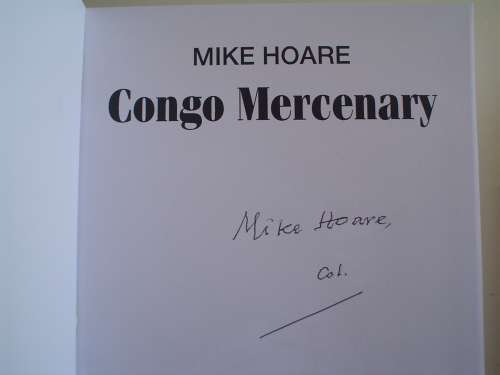 MIKE HOARE
Congo Mercenary
Mike Hoare,
Col.